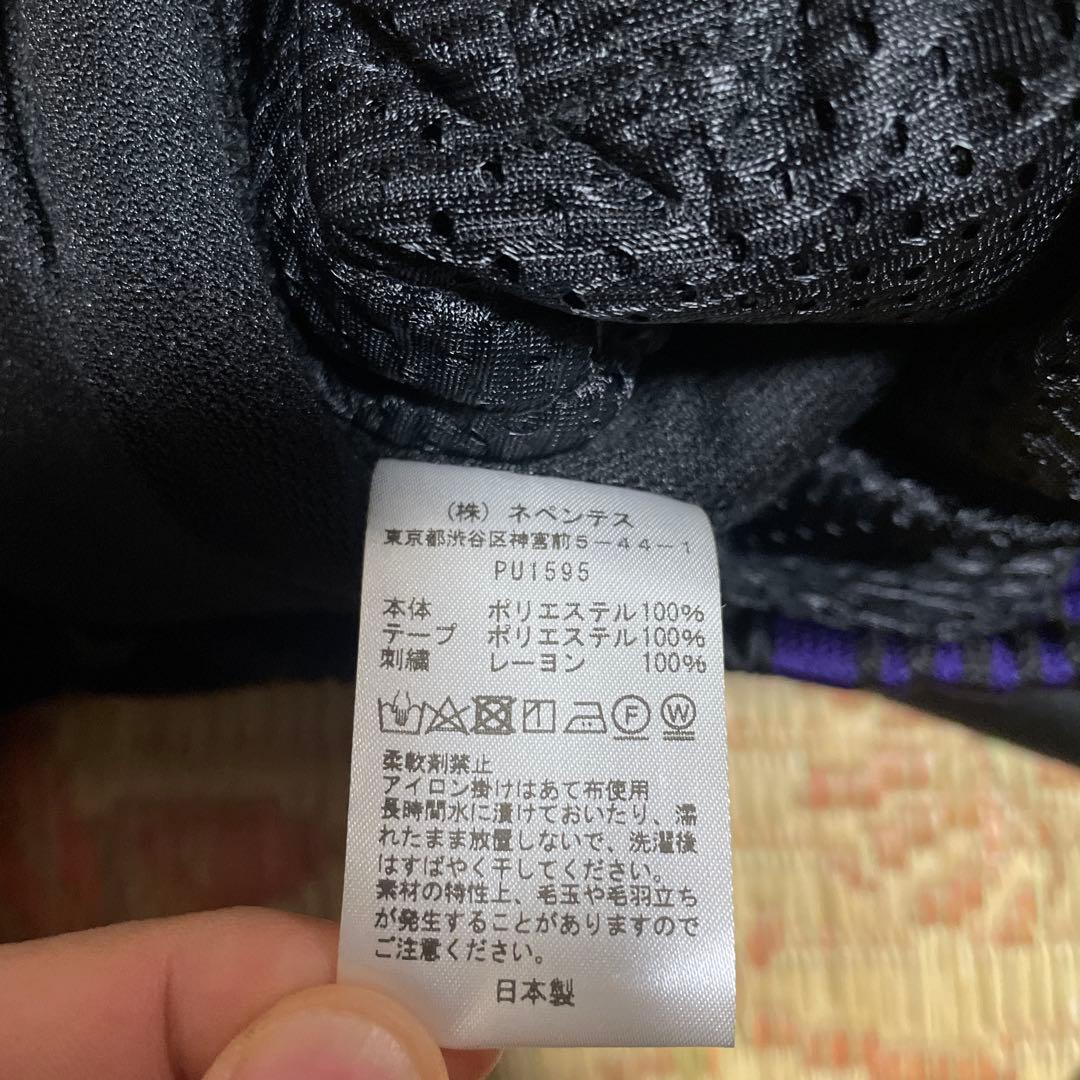 (株) ネペンテス
東京都渋谷区神宮前5-44-1
PU1595
本体 ポリエステル100%
テープ ポリエステル100%
刺繍 レーヨン 100%
F W
柔軟剤禁止
アイロン掛けはあて布使用
長時間水に漬けておいたり、濡
れたまま放置しないで、洗濯後
はすばやく干してください。
素材の特性上、毛玉や毛羽立ち
が発生することがありますので
ご注意ください。
日本製